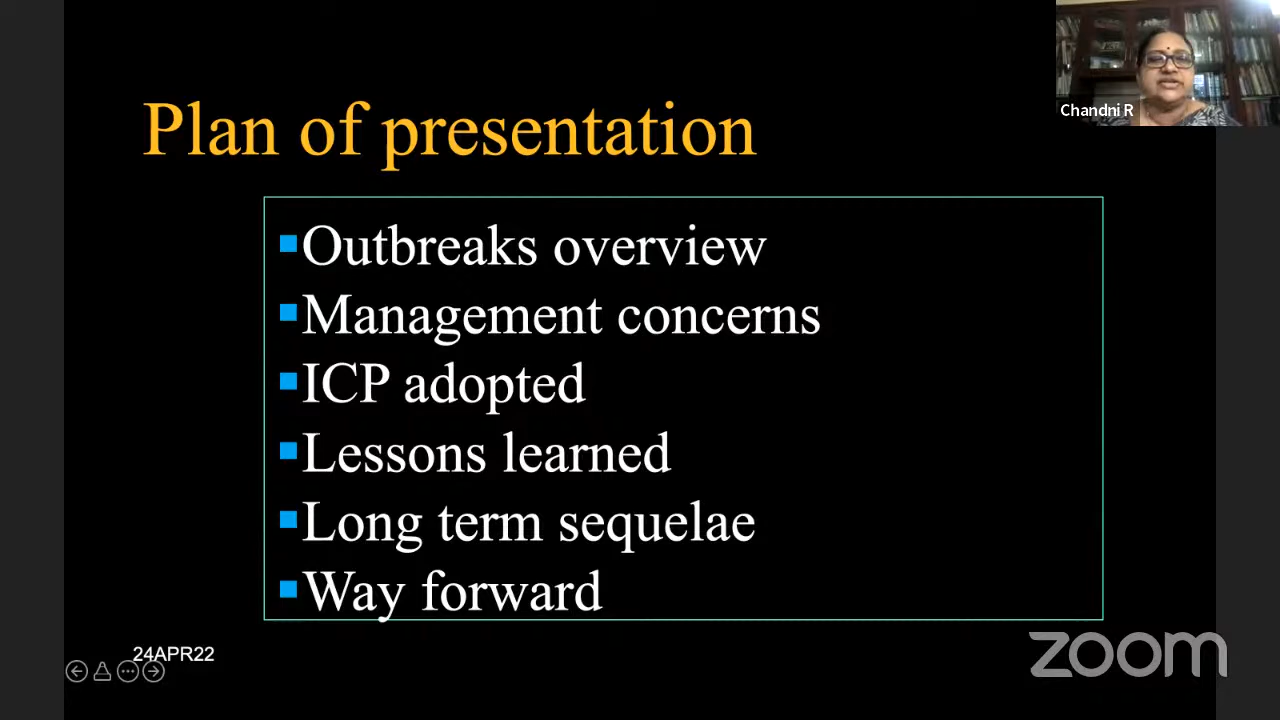 Plan of presentation
Chandni R
Outbreaks overview
Management concerns
ICP adopted
Lessons learned
Long term sequelae
Way forward
24APR22
zoom